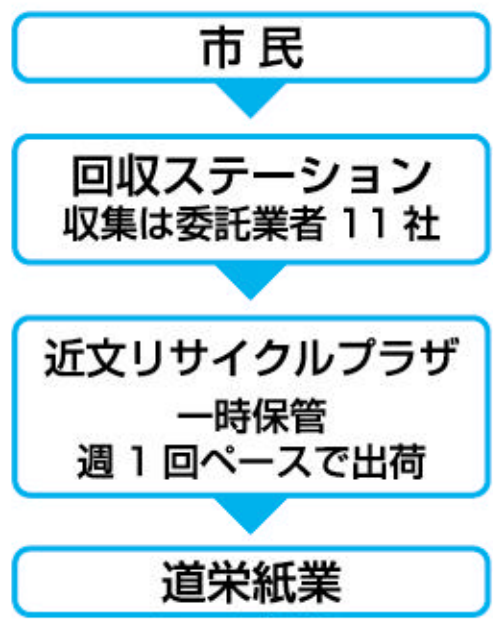 市民
回収ステーション
収集は委託業者 11 社
近文リサイクルプラザ
一時保管
週 1 回ペースで出荷
道栄紙業